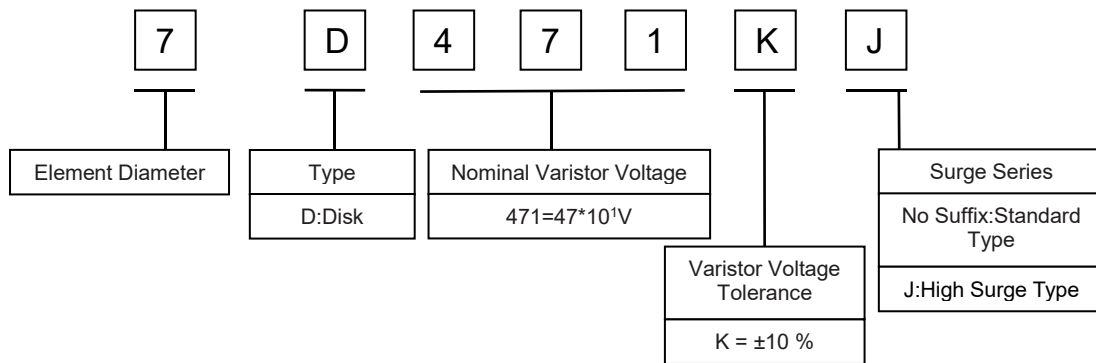 7 D 4 7 1 K J
Element Diameter
Type
D:Disk
Nominal Varistor Voltage
471=47*10¹V
Varistor Voltage
Tolerance
K = ±10 %
Surge Series
No Suffix:Standard
Type
J:High Surge Type